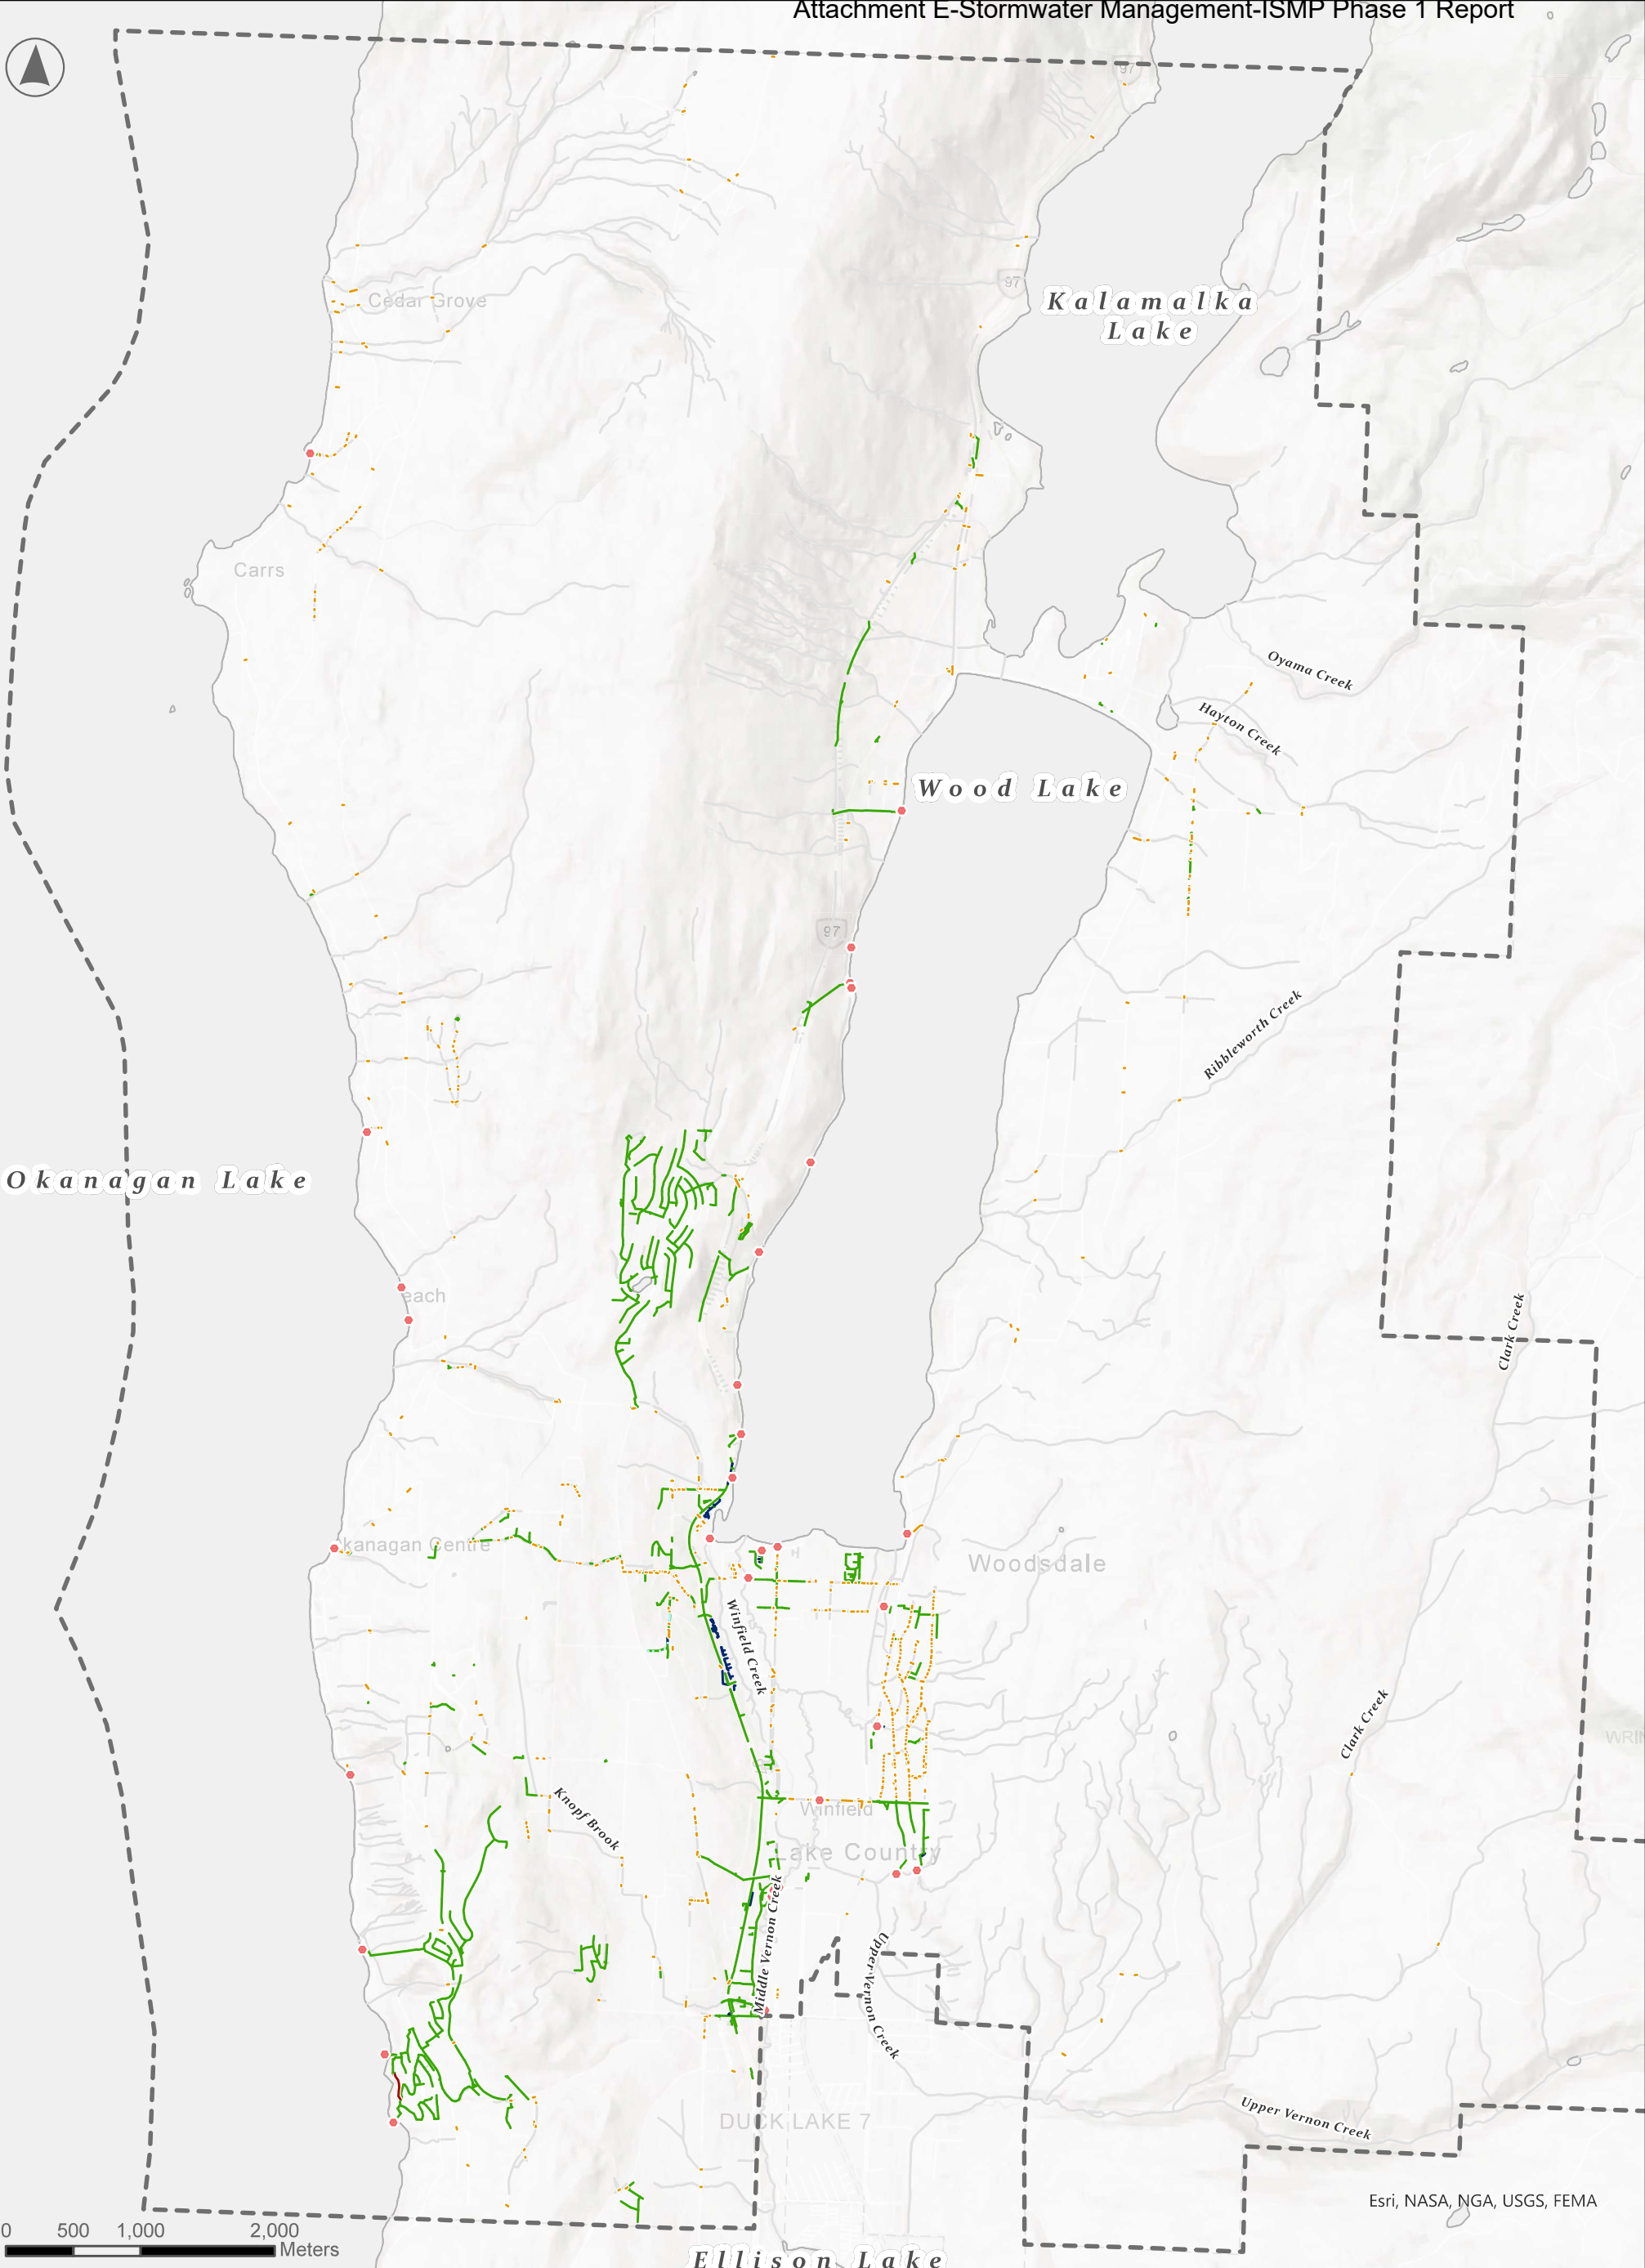 Attachment E-Stormwater Management-ISMP Phase 1 Report
97
Cedar Grove
97
Kalamalka
Lake
Carrs
Oyama Creek
Hayton Creek
Wood Lake
97
Ribbleworth Creek
Okanagan Lake
each
Clark Creek
kanagan Centre
Woodsdale
Winfield Creek
Clark Creek
WRIN
Knopf Brook
Winfield
Lake Country
Middle Vernon Creek
Upper Vernon Creek
DUCK LAKE 7
Upper Vernon Creek
Esri, NASA, NGA, USGS, FEMA
0 500 1,000 2,000
Meters
Ellison Lake